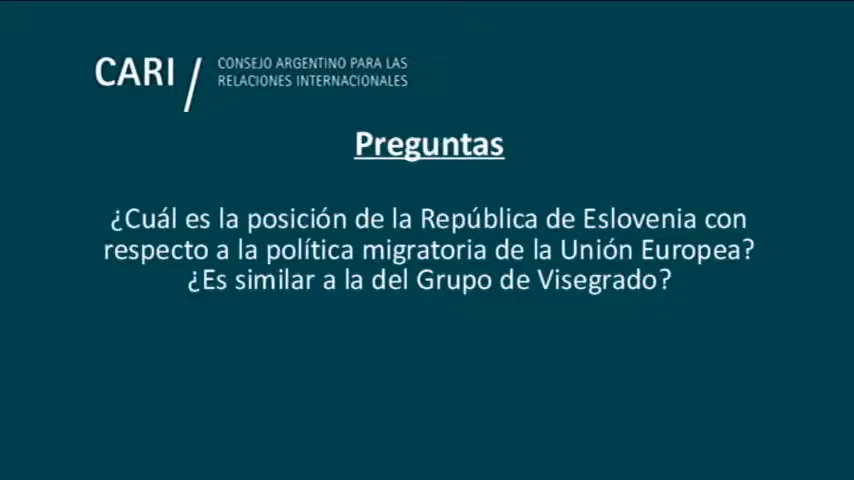 CARI / CONSEJO ARGENTINO PARA LAS
RELACIONES INTERNACIONALES
Preguntas
¿Cuál es la posición de la República de Eslovenia con
respecto a la política migratoria de la Unión Europea?
¿Es similar a la del Grupo de Visegrado?